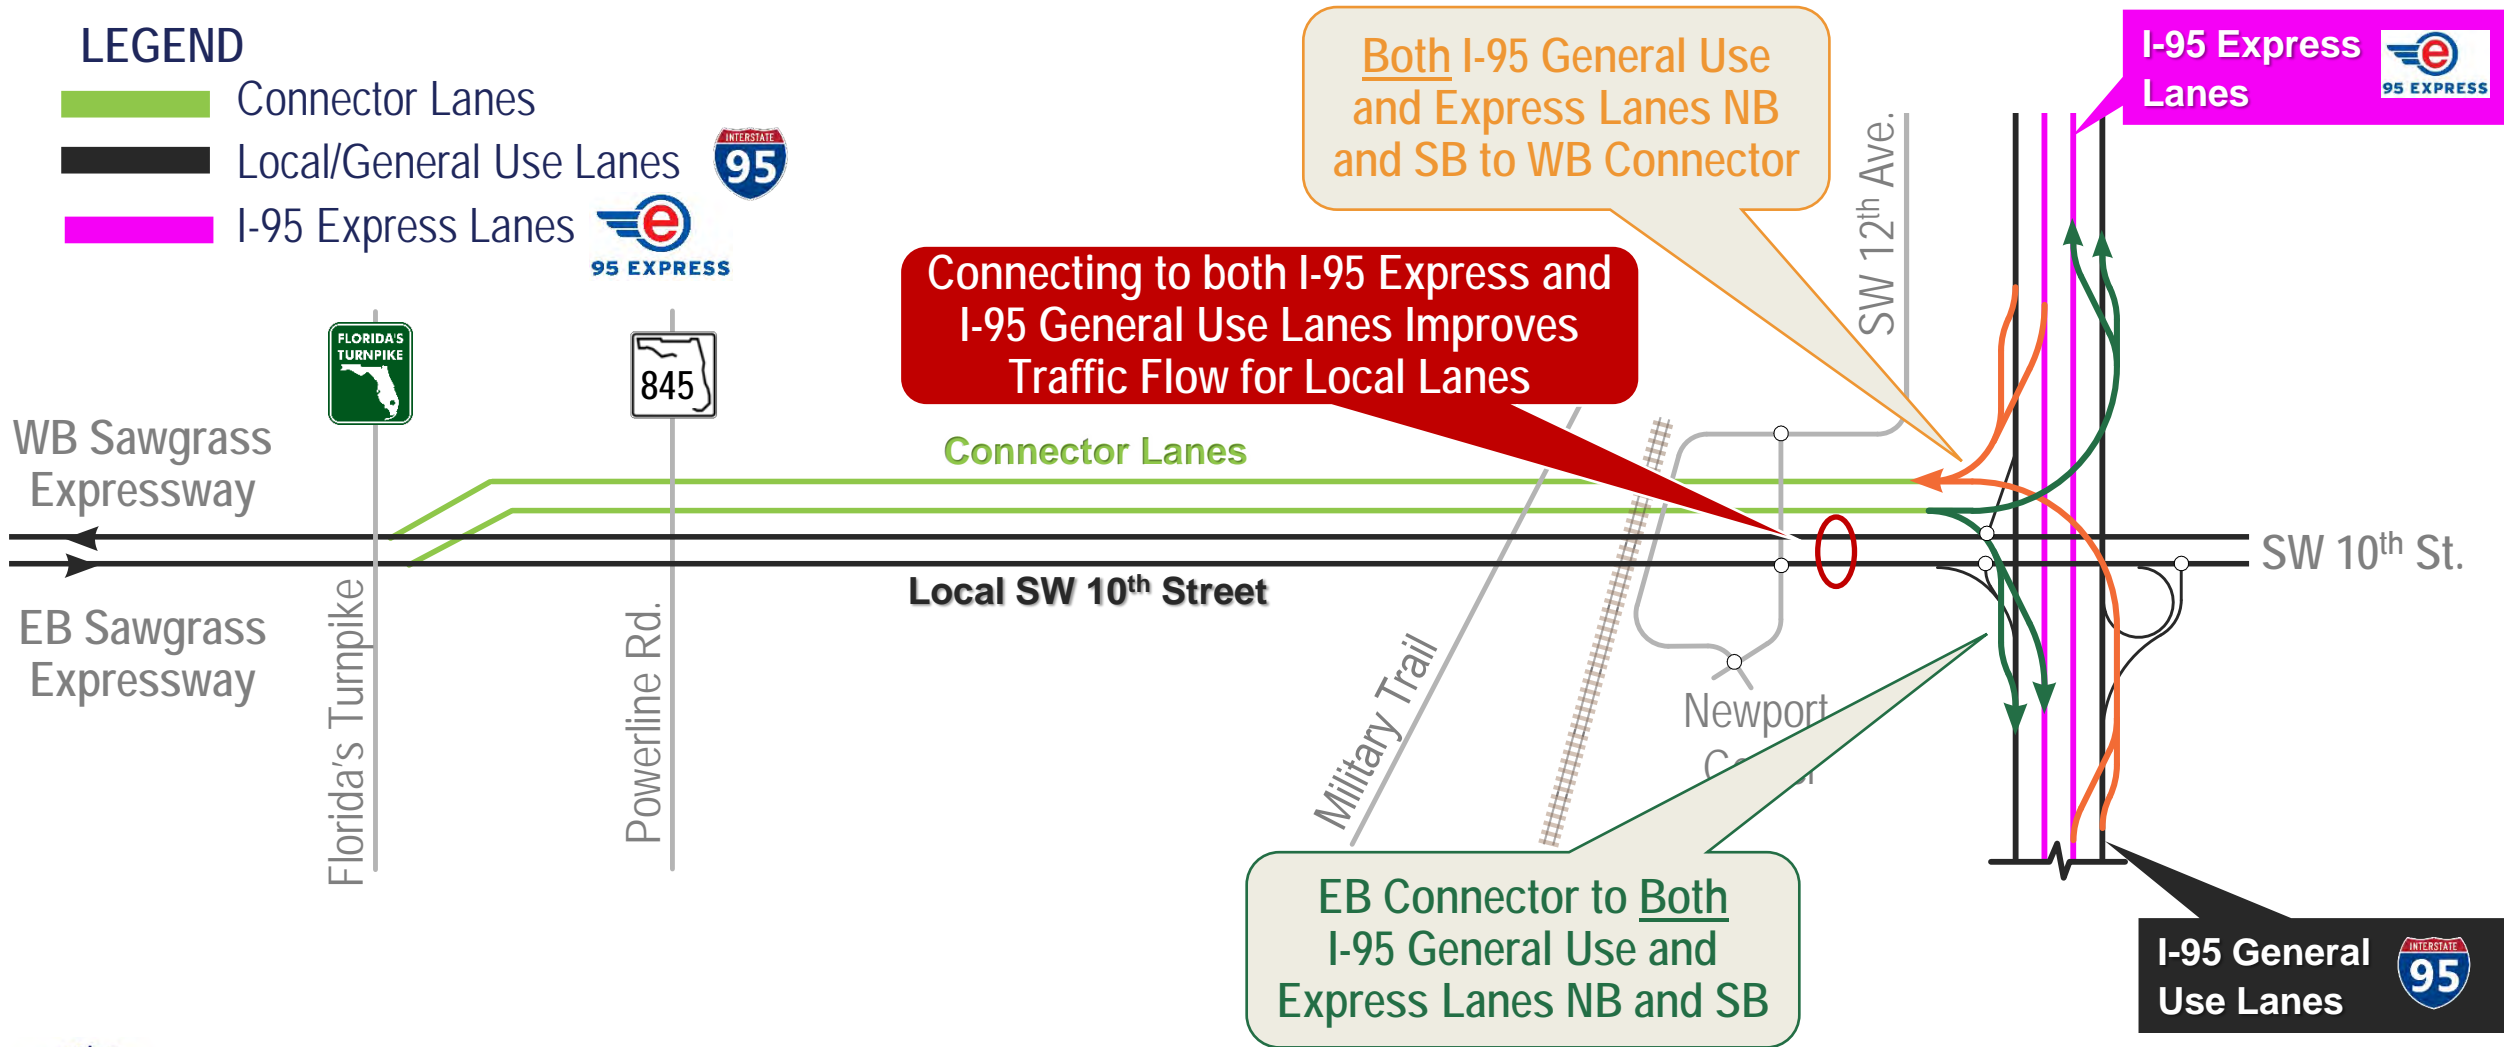 LEGEND
Connector Lanes
Local/General Use Lanes
INTERSTATE
95
I-95 Express Lanes
e
95 EXPRESS
Both I-95 General Use
and Express Lanes NB
and SB to WB Connector
I-95 Express
Lanes
e
95 EXPRESS
SW 12th Ave.
Connecting to both I-95 Express and
I-95 General Use Lanes Improves
Traffic Flow for Local Lanes
FLORIDA'S
TURNPIKE
845
WB Sawgrass
Expressway
Connector Lanes
SW 10th St.
Local SW 10th Street
EB Sawgrass
Expressway
Florida's Turnpike
Powerline Rd.
Military Trail
Newport
EB Connector to Both
I-95 General Use and
Express Lanes NB and SB
I-95 General
Use Lanes
INTERSTATE
95